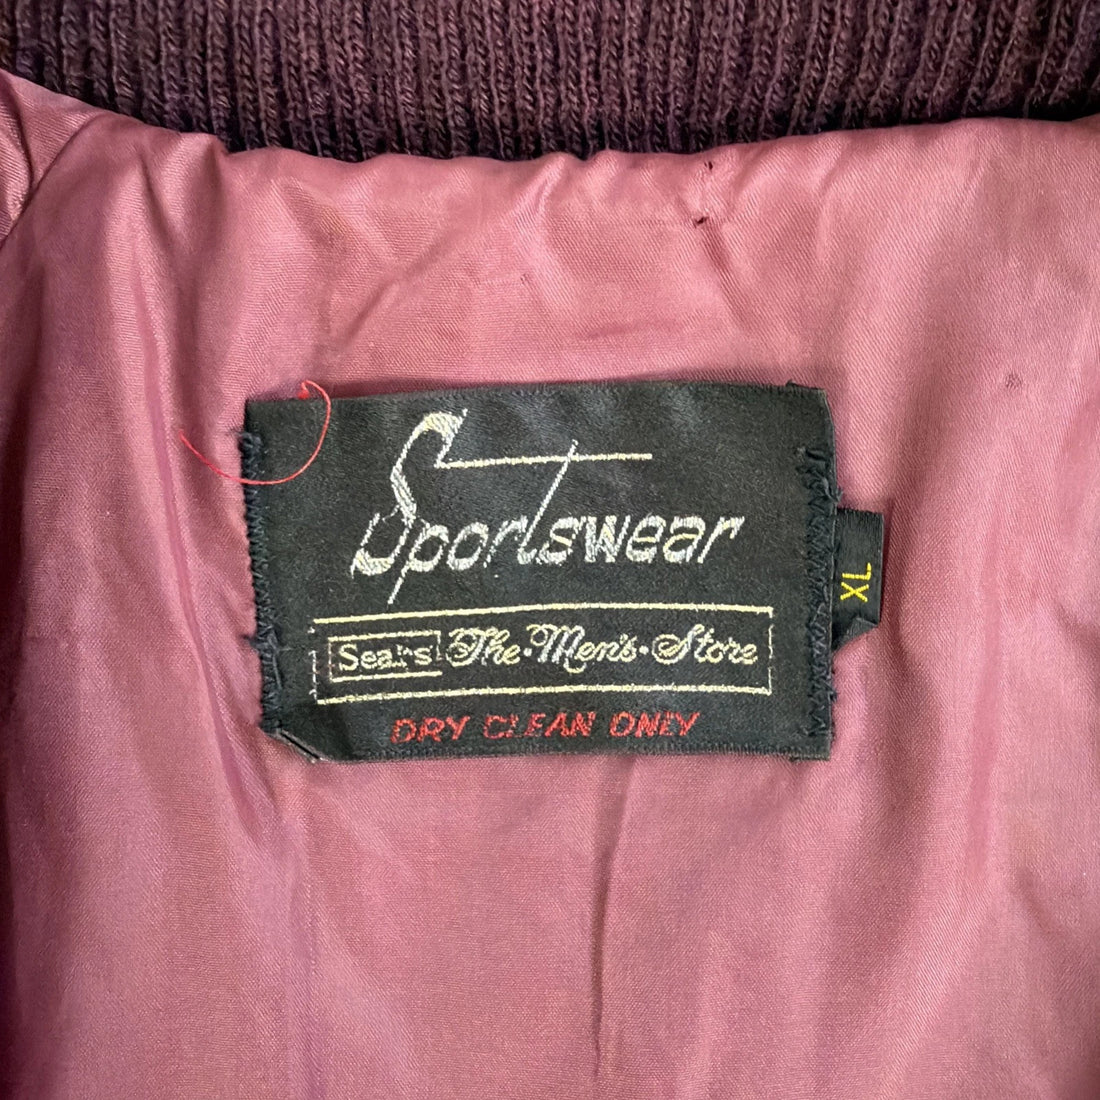 Sportswear
Sears The·Men's·Store
DRY CLEAN ONLY
XL